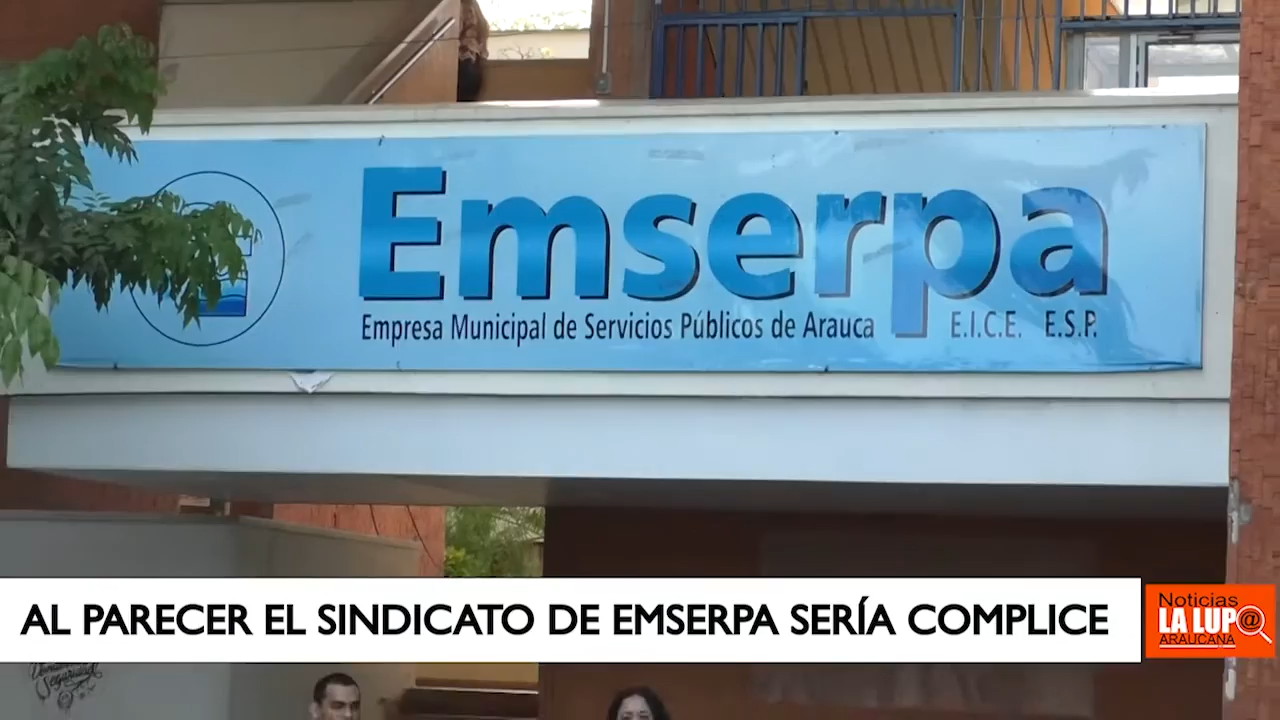 Emserpa
Empresa Municipal de Servicios Públicos de Arauca E.I.C.E. E.S.P.
AL PARECER EL SINDICATO DE EMSERPA SERÍA COMPLICE
Noticias
LA LUP@
ARAUCANA